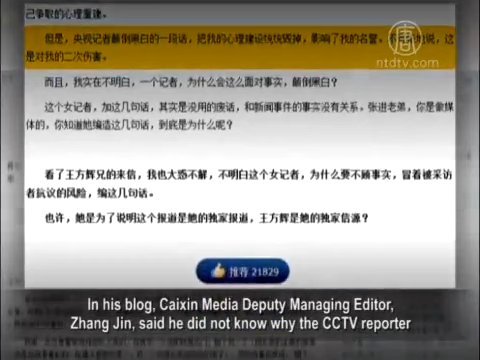 己争取的心理重建。
但是，央视记者颠倒黑白的一段话，把我的心理建设统统毁掉，影响了我的名誉。不客气地说，这
是对我的二次伤害。
唐
ntdtv.com
而且，我实在不明白，一个记者，为什么会这么面对事实，颠倒黑白？
这个女记者，加这几句话，其实是没用的废话，和新闻事件的事实没有关系，张进老弟，你是做媒
体的，你知道她编造这几句话，到底是为什么呢？
看了王方辉兄的来信，我也大惑不解，不明白这个女记者，为什么要不顾事实，冒着被采访
者抗议的风险，编这几句话。
也许，她是为了说明这个报道是她的独家报道，王方辉是她的独家信源？
推荐 21829
In his blog, Caixin Media Deputy Managing Editor,
Zhang Jin, said he did not know why the CCTV reporter